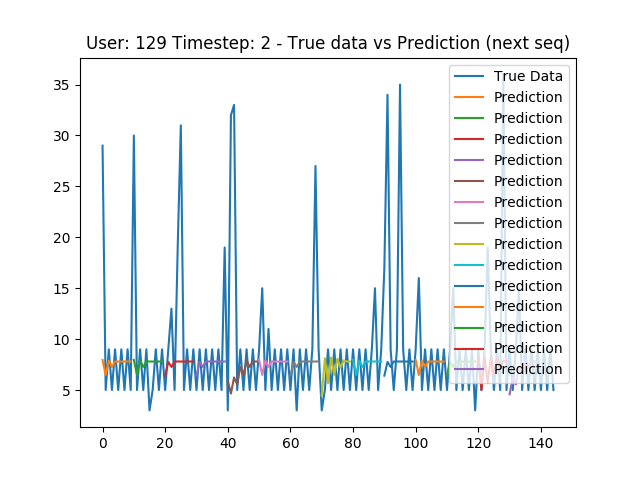 User: 129 Timestep: 2 - True data vs Prediction (next seq)
35
30
25
20
15
10
5
0
20
40
60
80
100
120
140
True Data
Prediction
Prediction
Prediction
Prediction
Prediction
Prediction
Prediction
Prediction
Prediction
Prediction
Prediction
Prediction
Prediction
Prediction